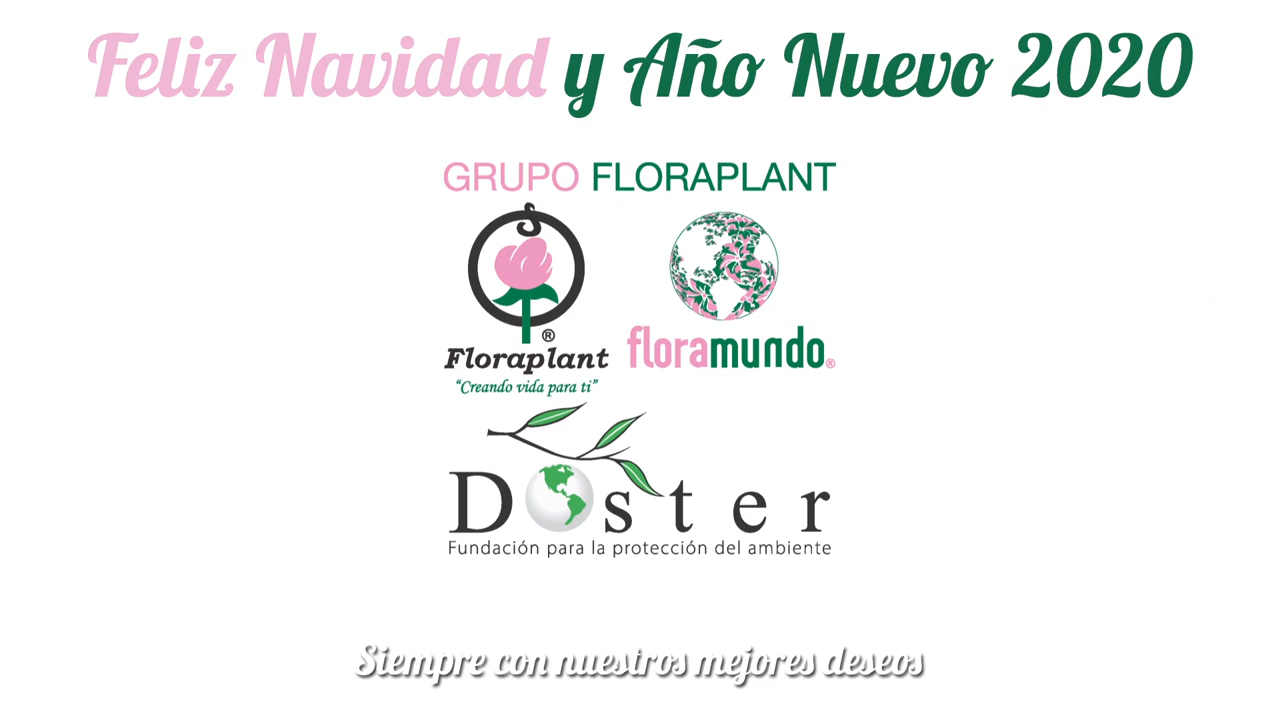 Feliz Navidad y Año Nuevo 2020
GRUPO FLORAPLANT
®
Floraplant
"Creando vida para ti"
floramundo®
Doster
Fundación para la protección del ambiente
Siempre con nuestros mejores deseos